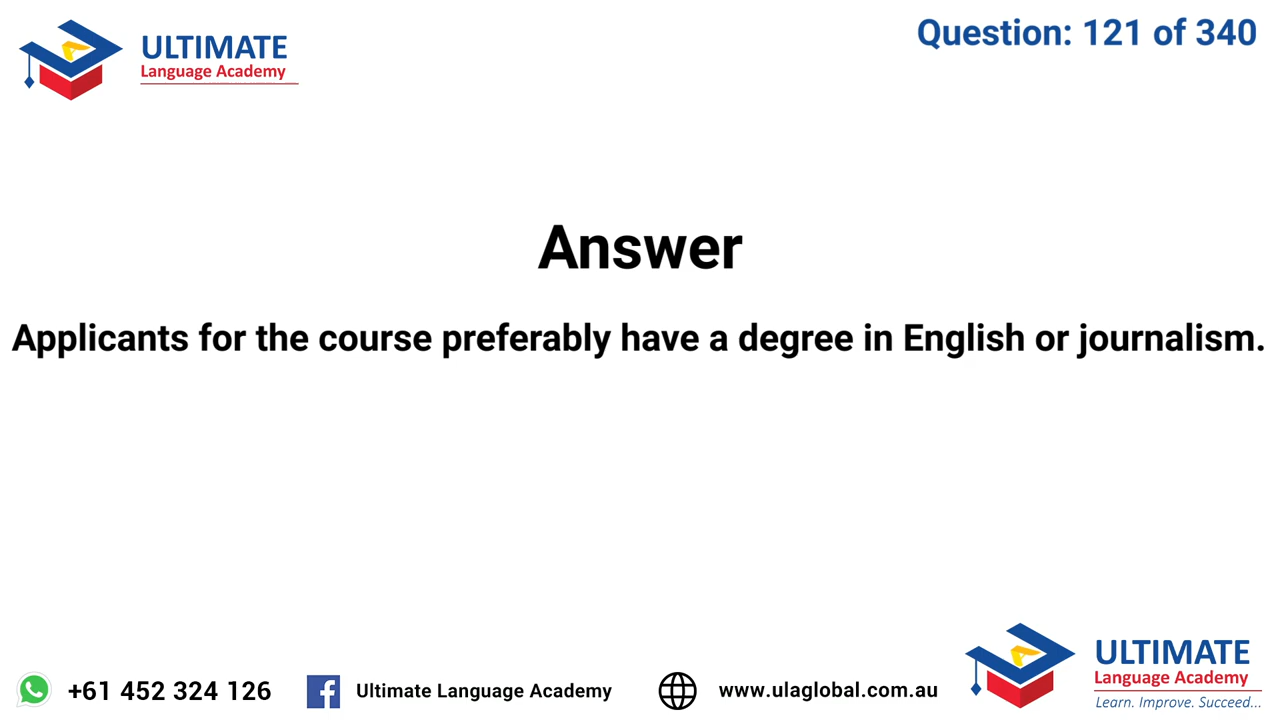 ULTIMATE
Language Academy
Question: 121 of 340
Answer
Applicants for the course preferably have a degree in English or journalism.
+61 452 324 126
Ultimate Language Academy
www.ulaglobal.com.au
ULTIMATE
Language Academy
Learn. Improve. Succeed...